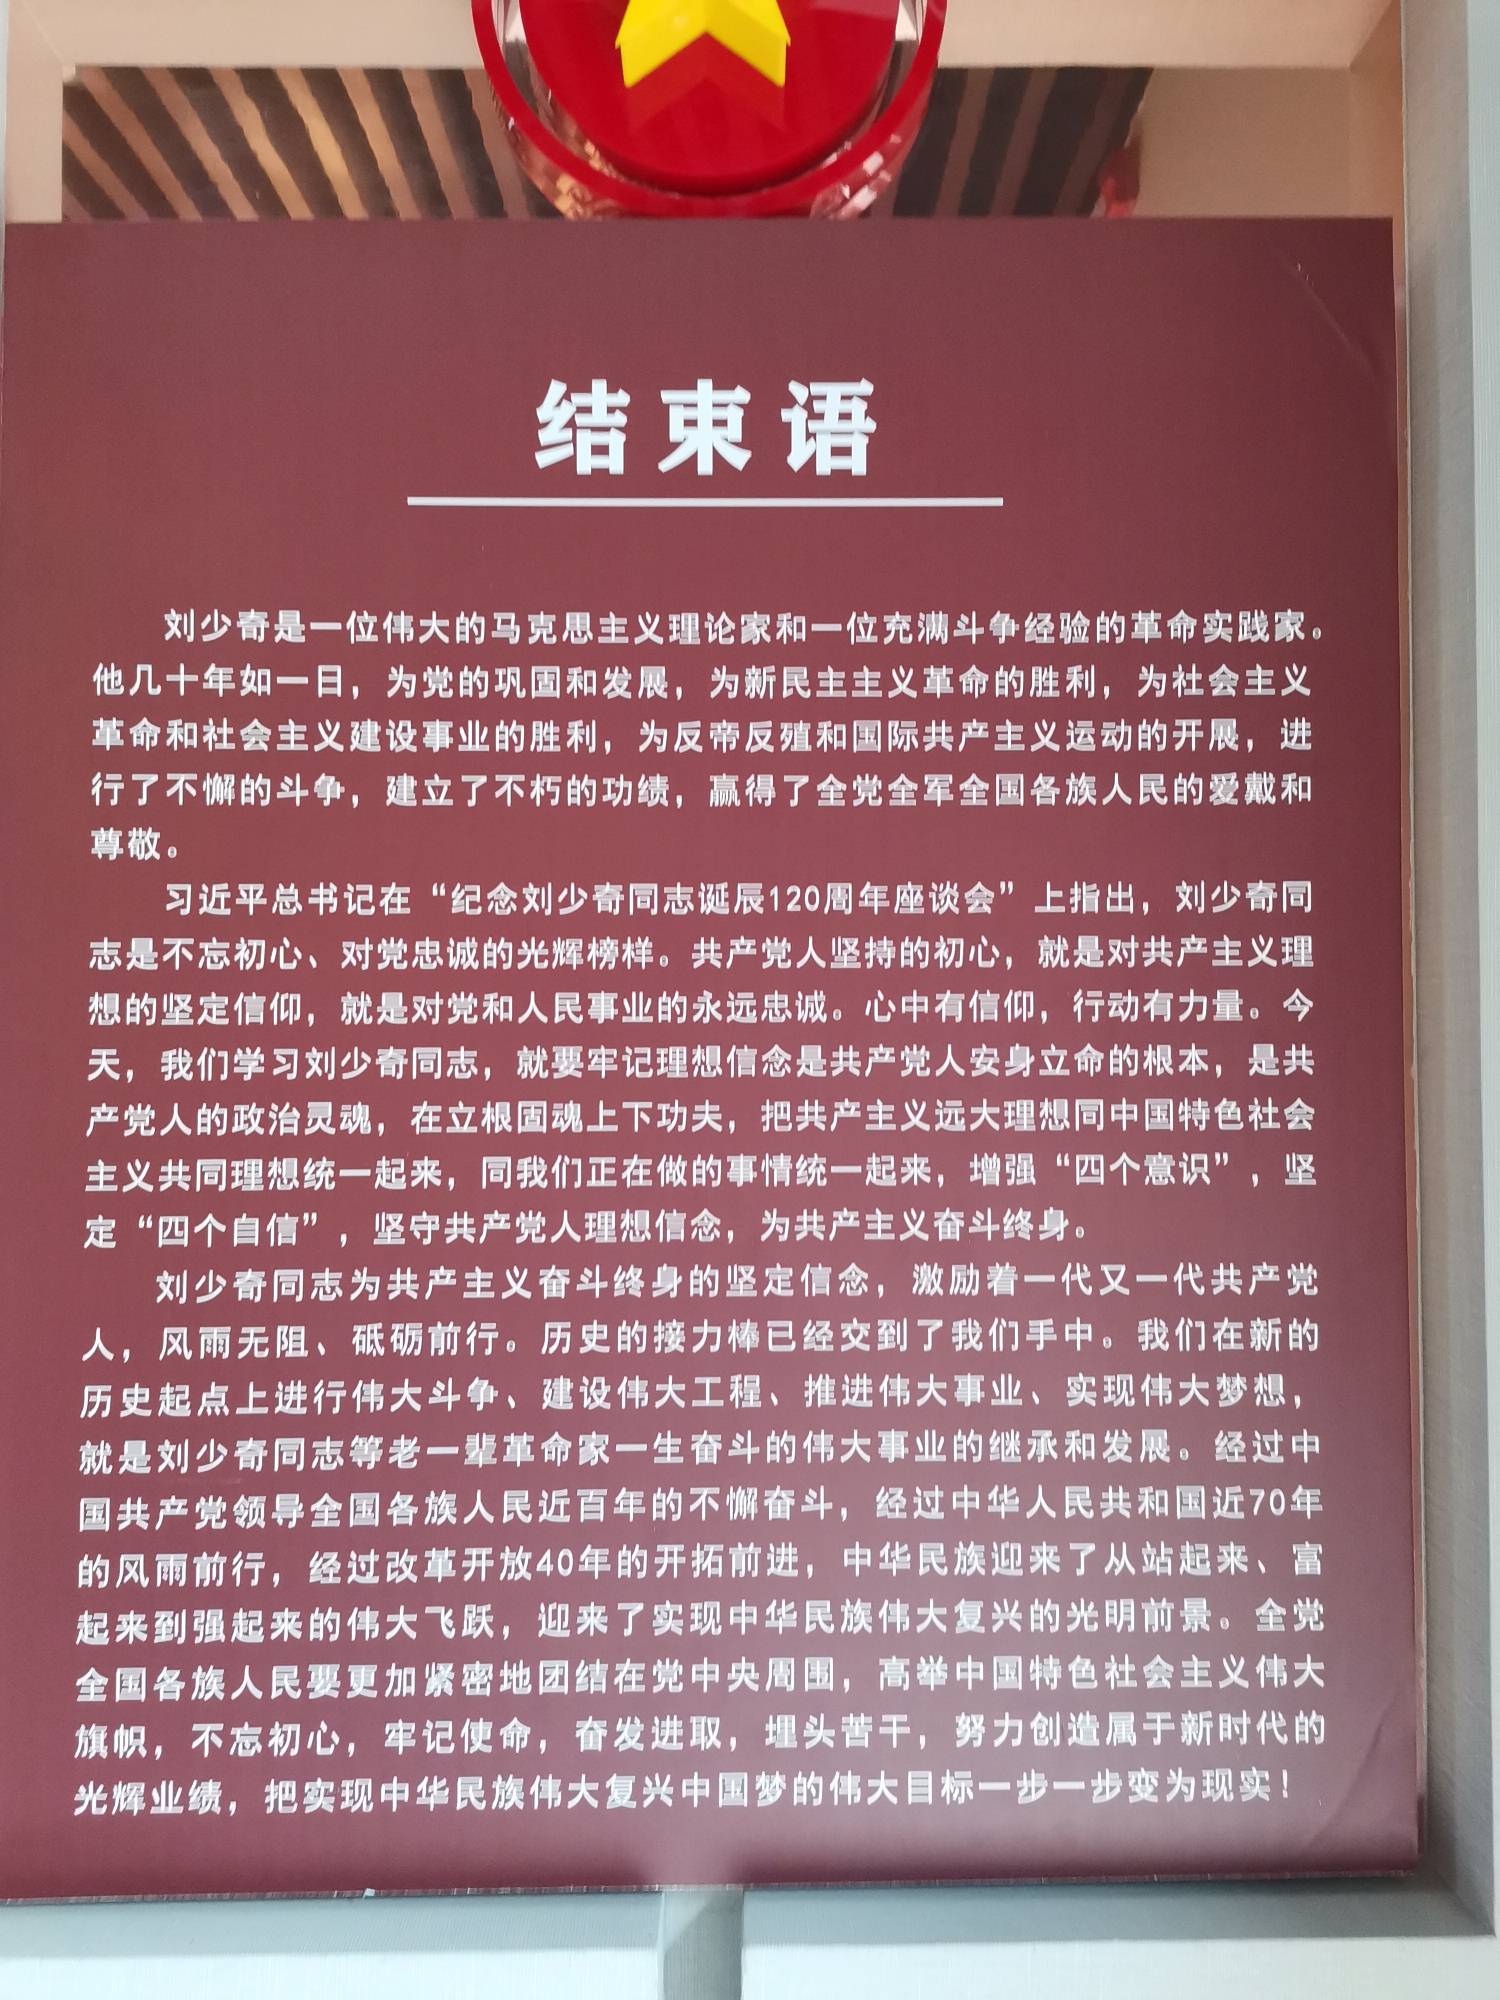 结束语
刘少奇是一位伟大的马克思主义理论家和一位充满斗争经验的革命实践家。
他几十年如一日，为党的巩固和发展，为新民主主义革命的胜利，为社会主义
革命和社会主义建设事业的胜利，为反帝反殖和国际共产主义运动的开展，进
行了不懈的斗争，建立了不朽的功绩，赢得了全党全军全国各族人民的爱戴和
尊敬。
习近平总书记在“纪念刘少奇同志诞辰120周年座谈会”上指出，刘少奇同
志是不忘初心、对党忠诚的光辉榜样。共产党人坚持的初心，就是对共产主义理
想的坚定信仰，就是对党和人民事业的永远忠诚。心中有信仰，行动有力量。今
天，我们学习刘少奇同志，就要牢记理想信念是共产党人安身立命的根本，是共
产党人的政治灵魂，在立根固魂上下功夫，把共产主义远大理想同中国特色社会
主义共同理想统一起来，同我们正在做的事情统一起来，增强“四个意识”，坚
定“四个自信”，坚守共产党人理想信念，为共产主义奋斗终身。
刘少奇同志为共产主义奋斗终身的坚定信念，激励着一代又一代共产党
人，风雨无阻、砥砺前行。历史的接力棒已经交到了我们手中。我们在新的
历史起点上进行伟大斗争、建设伟大工程、推进伟大事业、实现伟大梦想，
就是刘少奇同志等老一辈革命家一生奋斗的伟大事业的继承和发展。经过中
国共产党领导全国各族人民近百年的不懈奋斗，经过中华人民共和国近70年
的风雨前行，经过改革开放40年的开拓前进，中华民族迎来了从站起来、富
起来到强起来的伟大飞跃，迎来了实现中华民族伟大复兴的光明前景。全党
全国各族人民要更加紧密地团结在党中央周围，高举中国特色社会主义伟大
旗帜，不忘初心，牢记使命，奋发进取，埋头苦干，努力创造属于新时代的
光辉业绩，把实现中华民族伟大复兴中国梦的伟大目标一步一步变为现实！